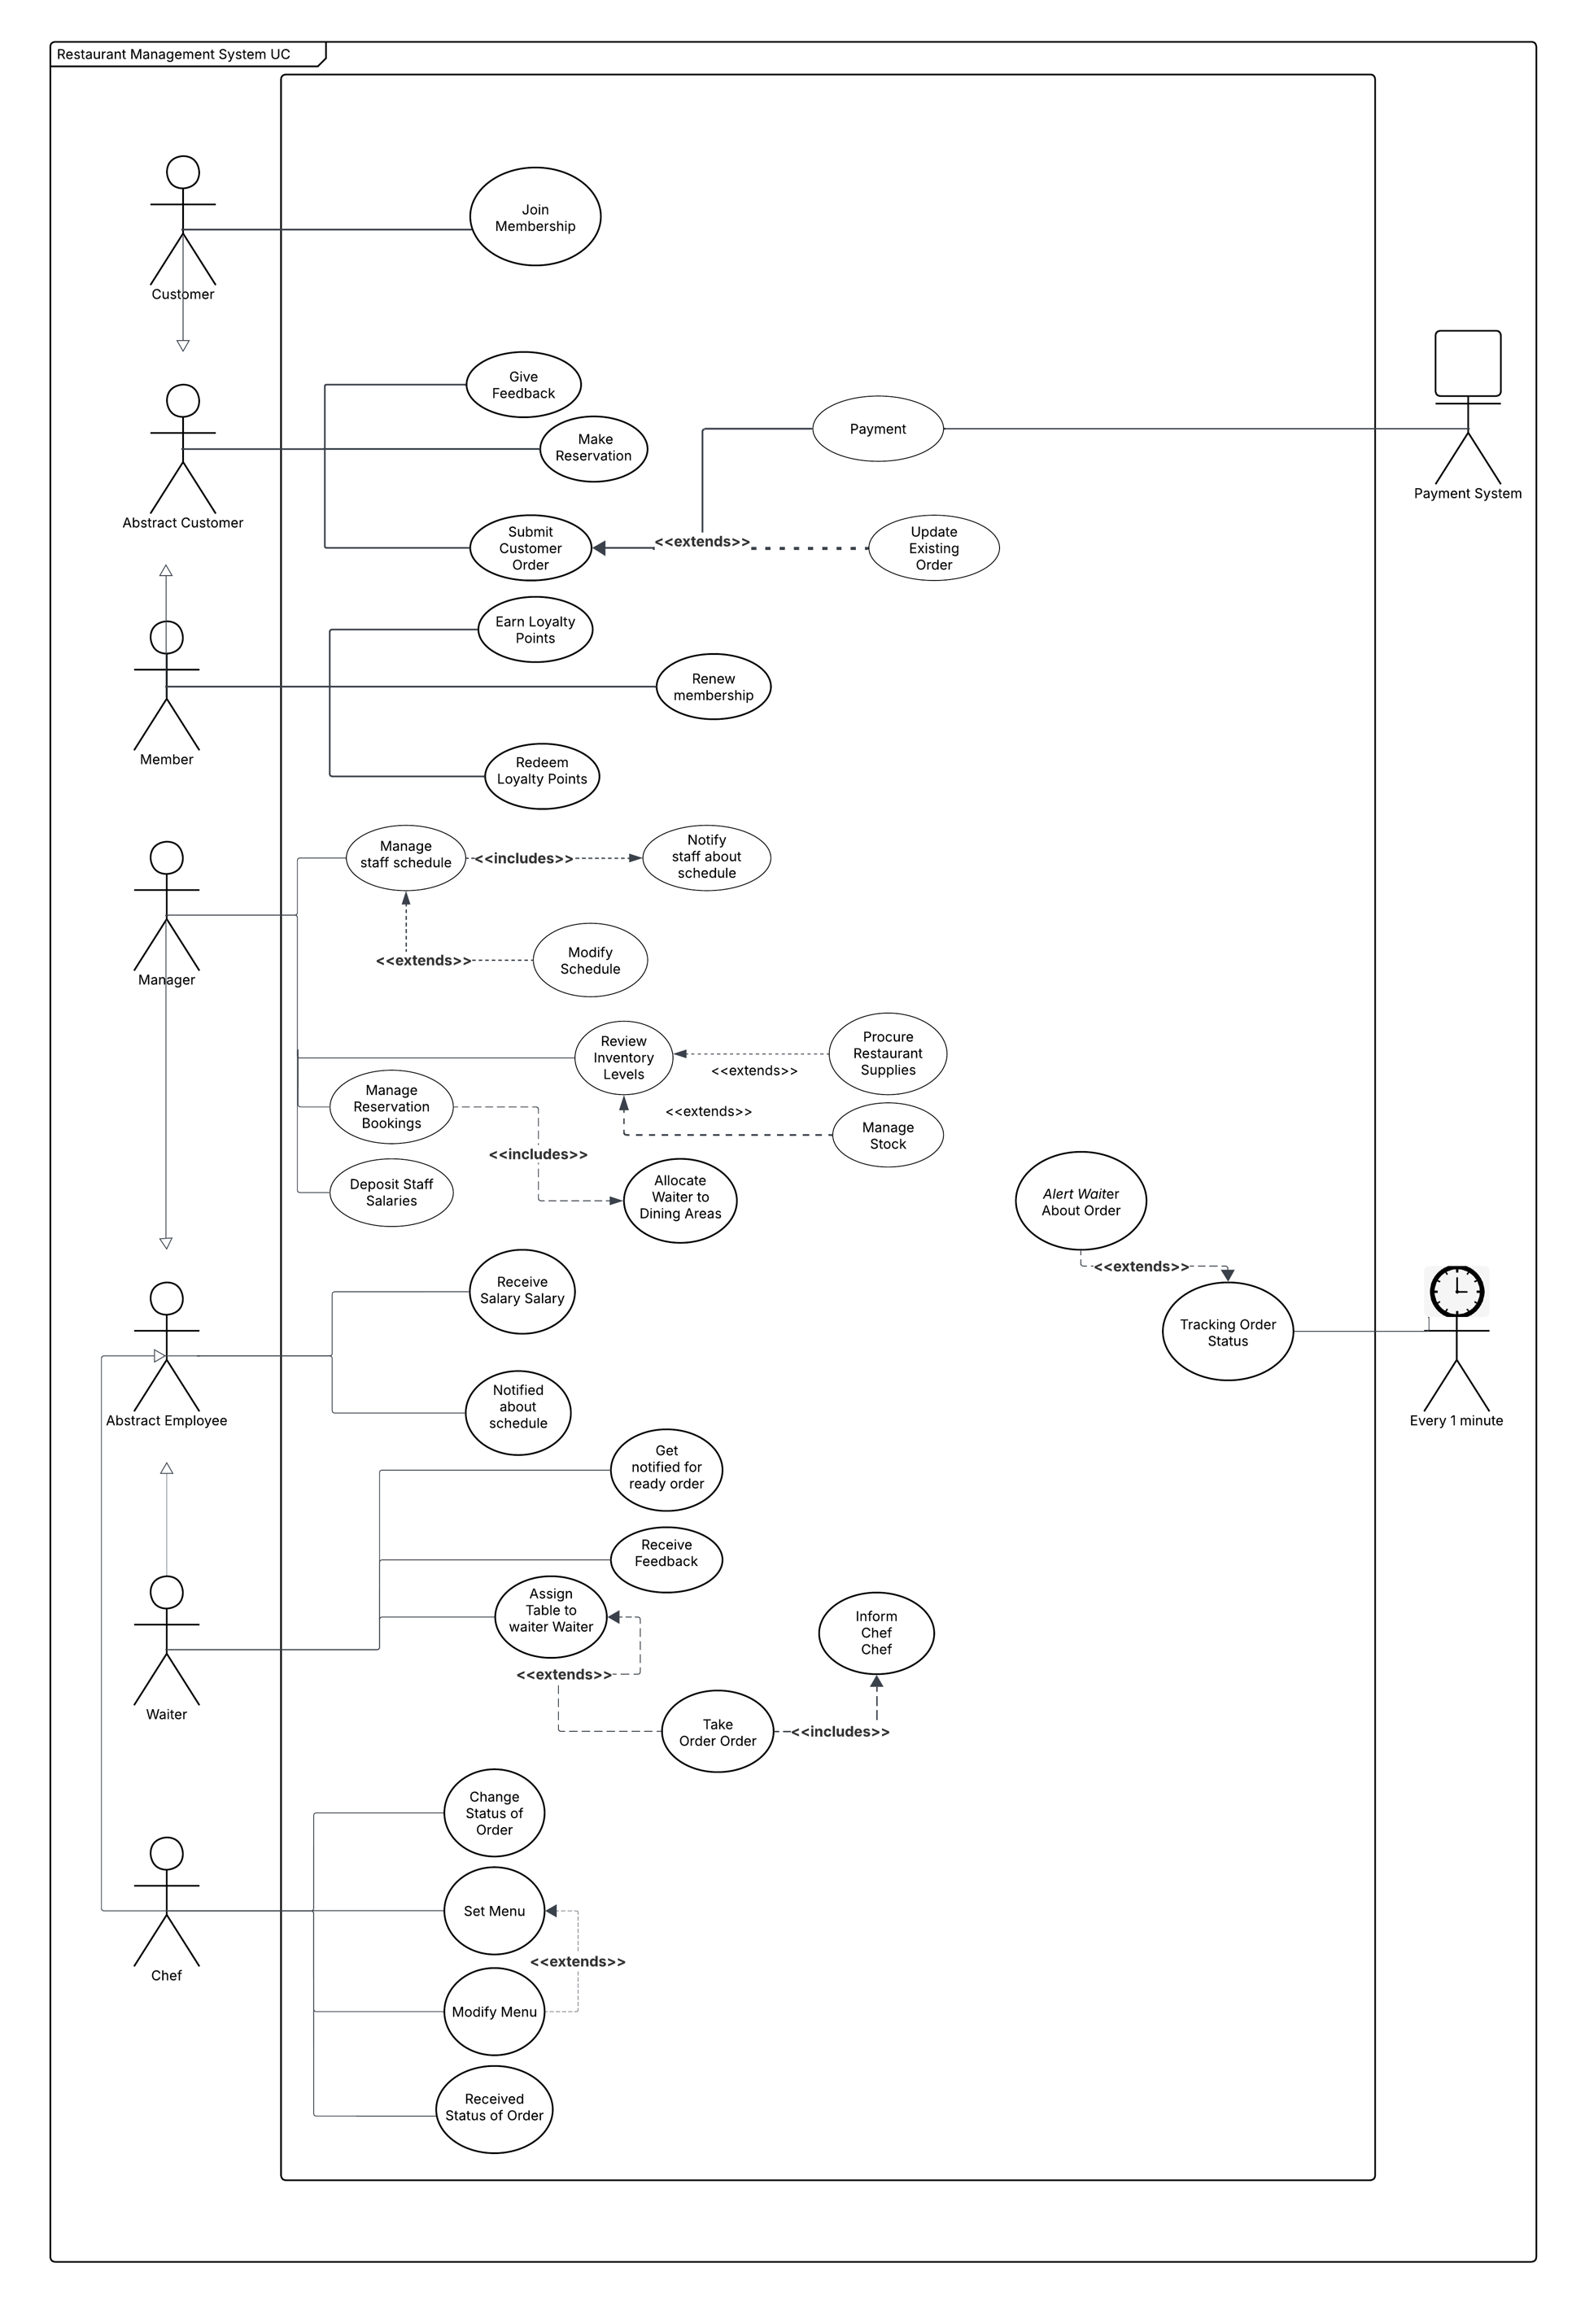 Restaurant Management System UC
Join
Membership
Customer
Give
Feedback
Make
Reservation
Payment
Payment System
Abstract Customer
Submit
Customer
Order
<<extends>>
Update
Existing
Order
Earn Loyalty
Points
Renew
membership
Member
Redeem
Loyalty Points
Manage
staff schedule
<<includes>>
Notify
staff about
schedule
Manager
<<extends>>
Modify
Schedule
Review
Inventory
Levels
<<extends>>
Procure
Restaurant
Supplies
Manage
Reservation
Bookings
<<extends>>
Manage
Stock
<<includes>>
Deposit Staff
Salaries
Allocate
Waiter to
Dining Areas
Alert Waiter
About Order
<<extends>>
Receive
Salary Salary
Tracking Order
Status
Abstract Employee
Notified
about
schedule
Every 1 minute
Get
notified for
ready order
Receive
Feedback
Assign
Table to
waiter Waiter
Inform
Chef
Chef
<<extends>>
Waiter
Take
Order Order
<<includes>>
Change
Status of
Order
Set Menu
<<extends>>
Chef
Modify Menu
Received
Status of Order